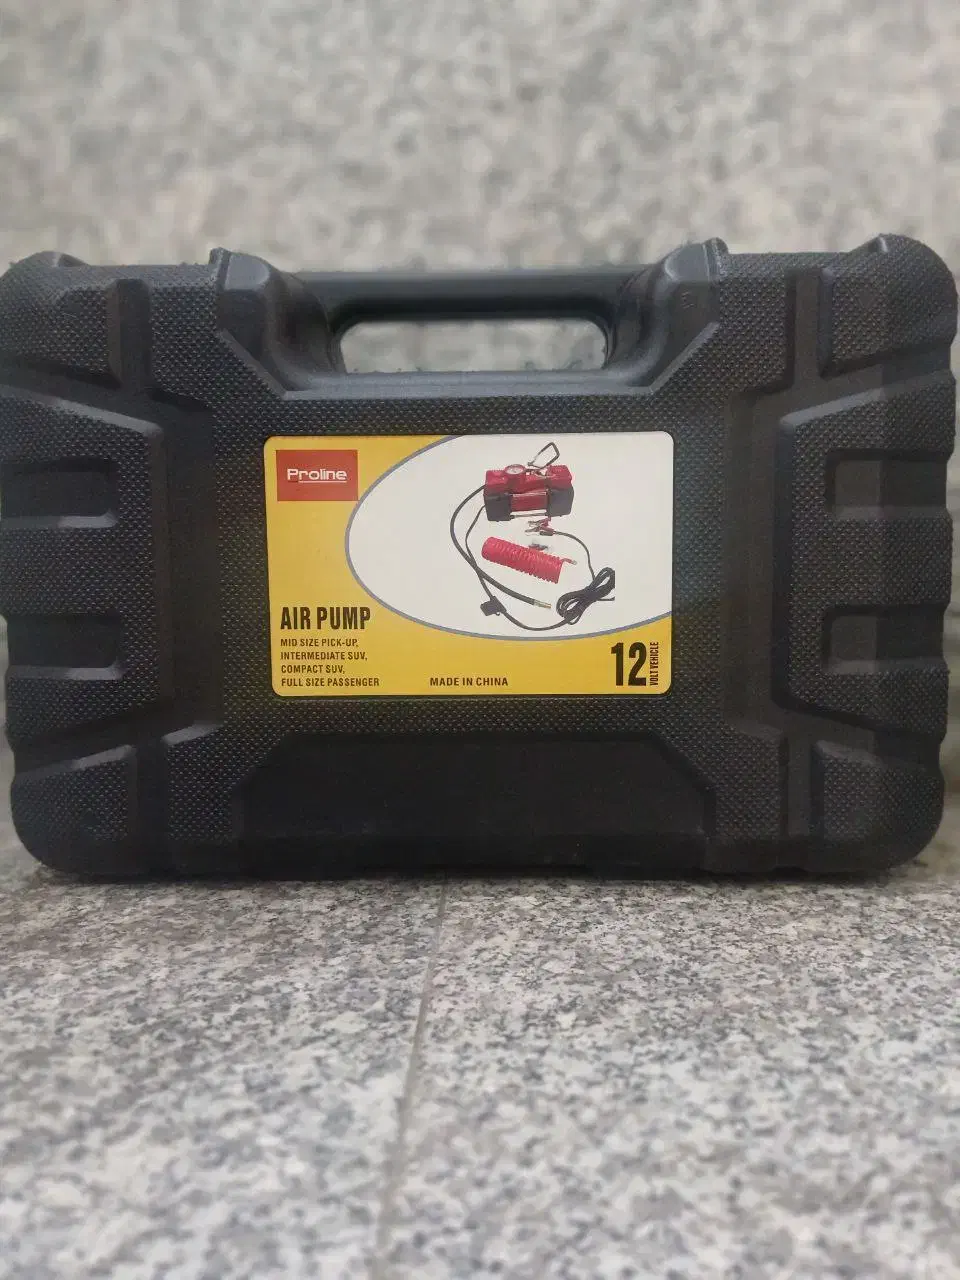 Proline
AIR PUMP
MID SIZE PICK-UP,
INTERMEDIATE SUV,
COMPACT SUV,
FULL SIZE PASSENGER
MADE IN CHINA
12
VOLT VEHICLE